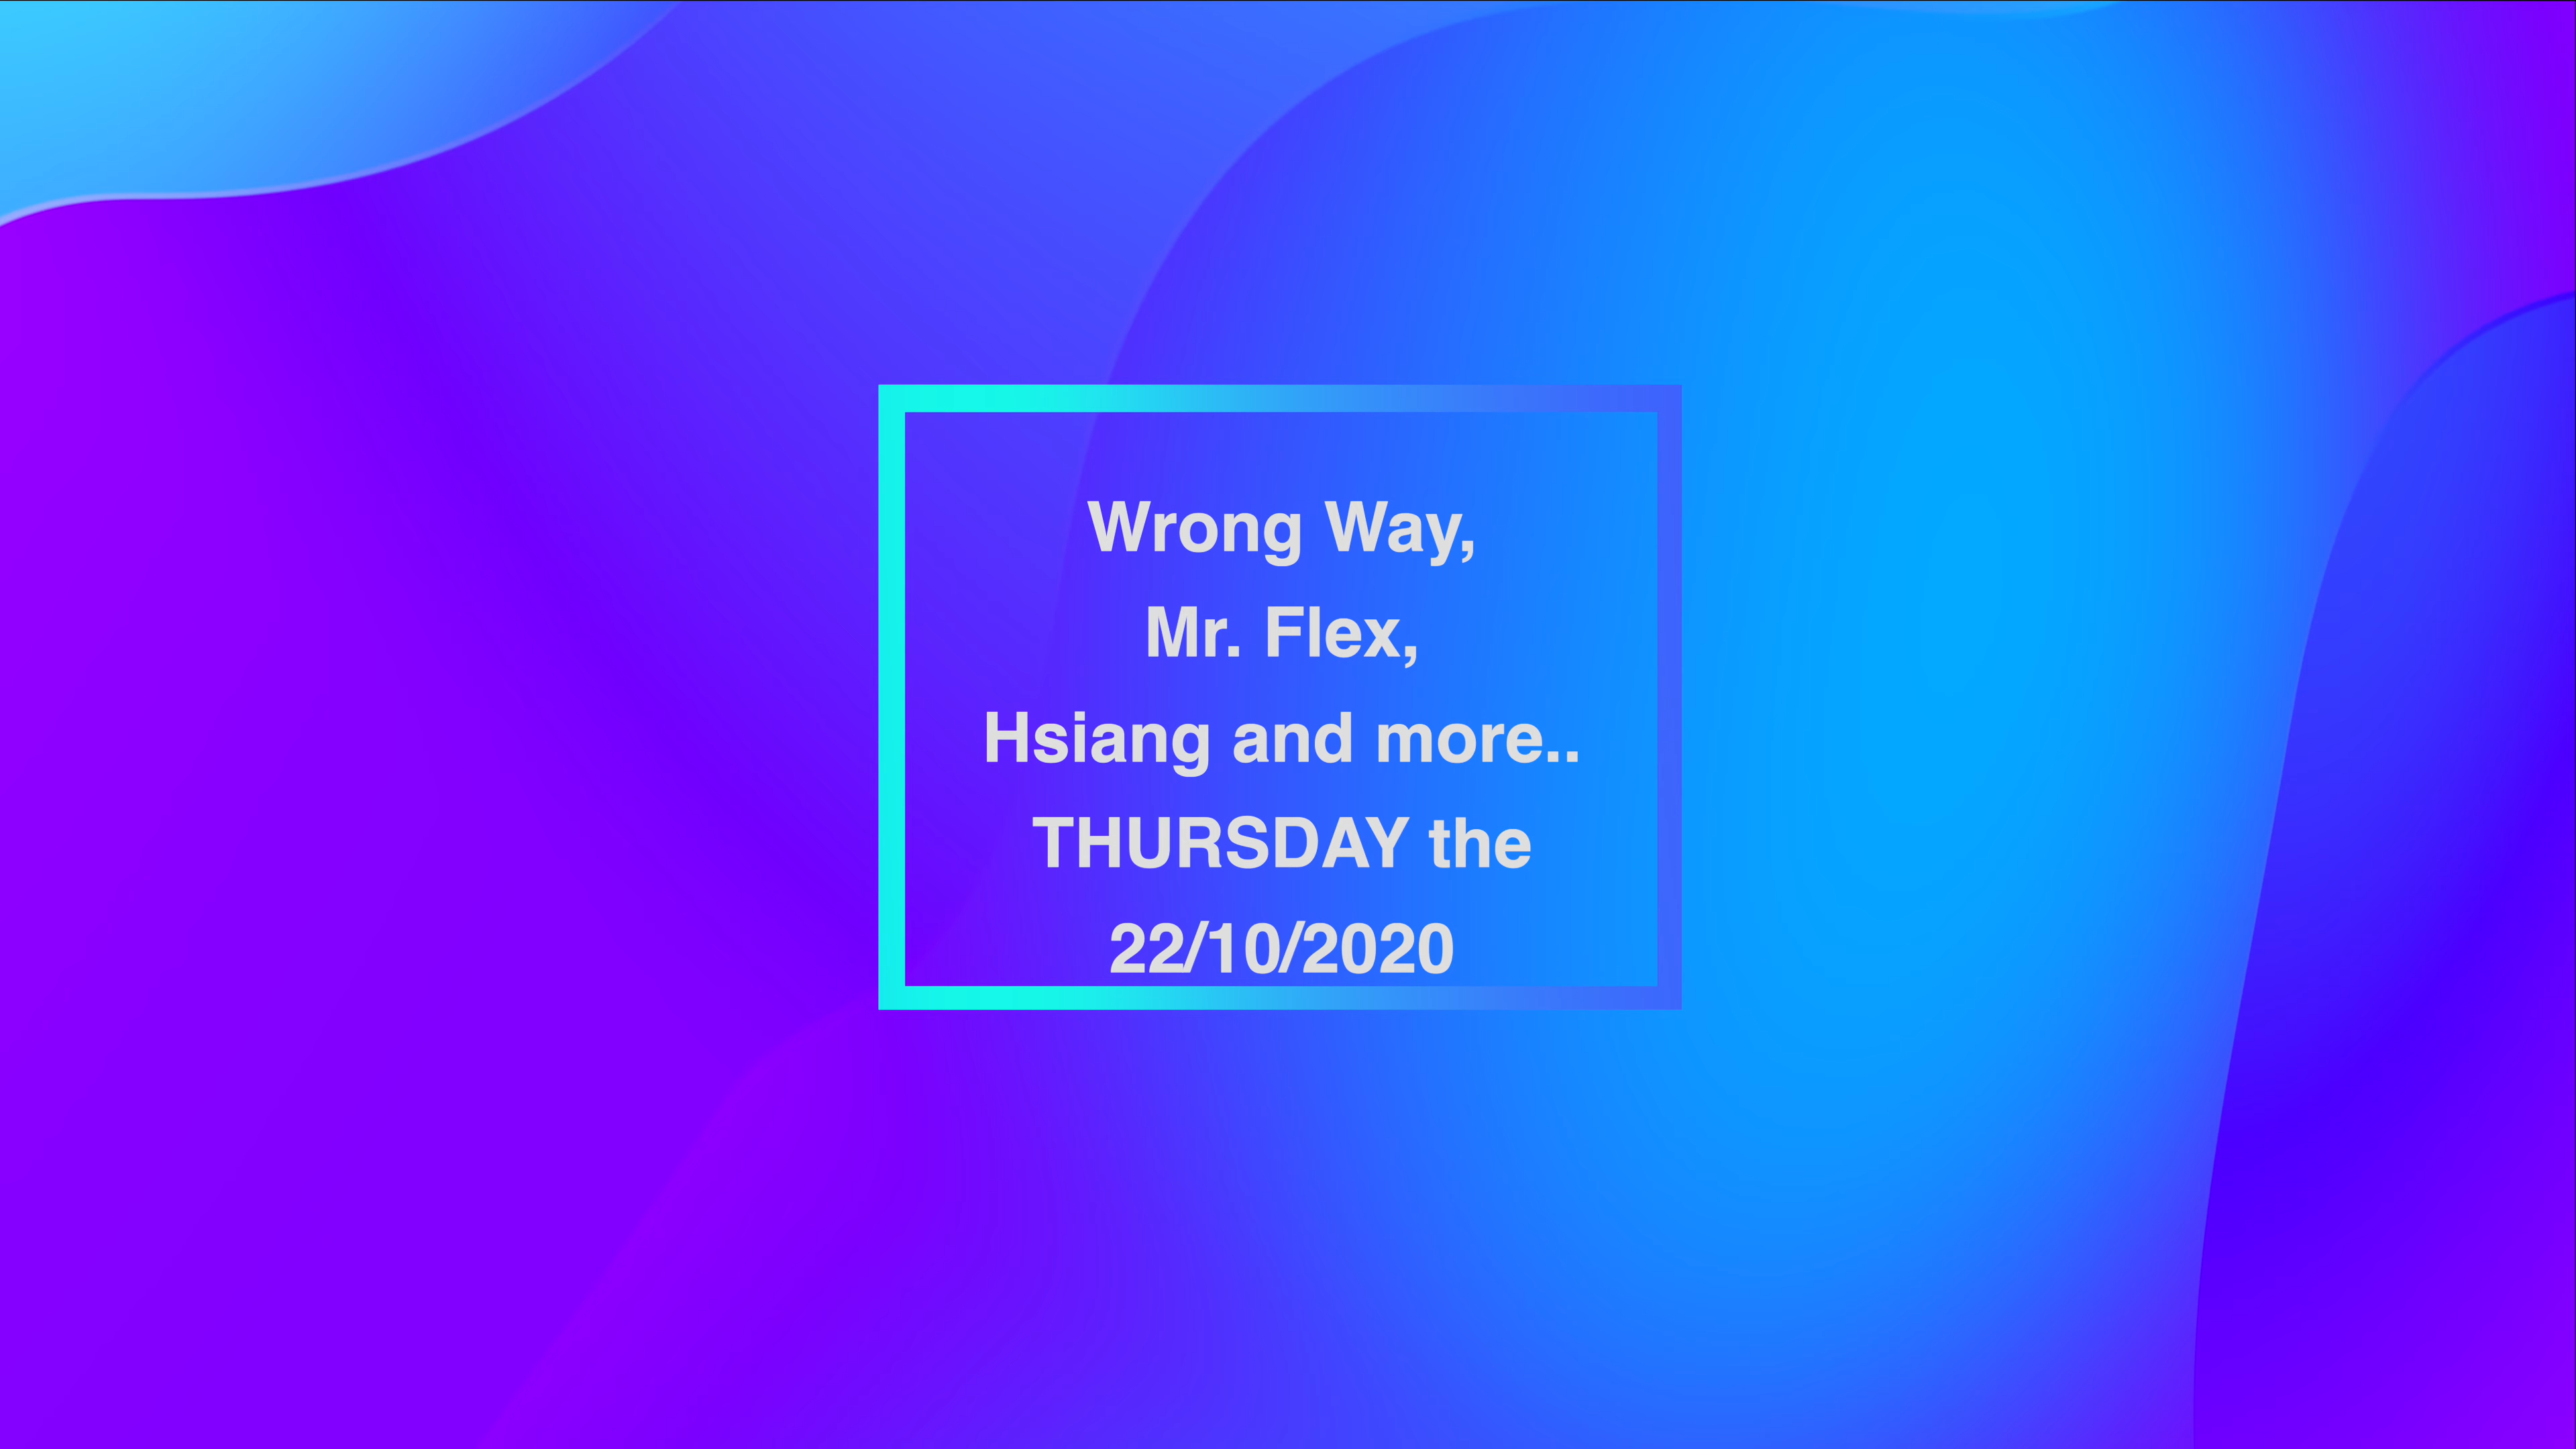 Wrong Way,
Mr. Flex,
Hsiang and more..
THURSDAY the
22/10/2020